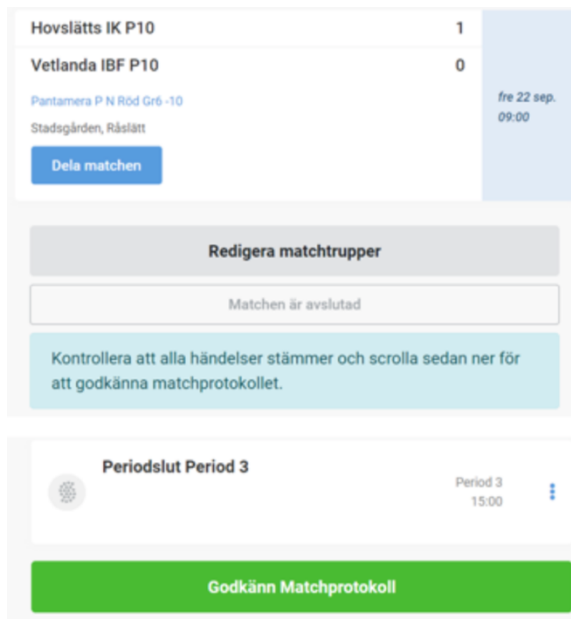 Hovslätts IK P10 1
Vetlanda IBF P10 0
Pantamera P N Röd Gr6 -10
Stadsgården, Råslätt
fre 22 sep.
09:00
Dela matchen
Redigera matchtrupper
Matchen är avslutad
Kontrollera att alla händelser stämmer och scrolla sedan ner för
att godkänna matchprotokollet.
Periodslut Period 3
Period 3
15:00
Godkänn Matchprotokoll